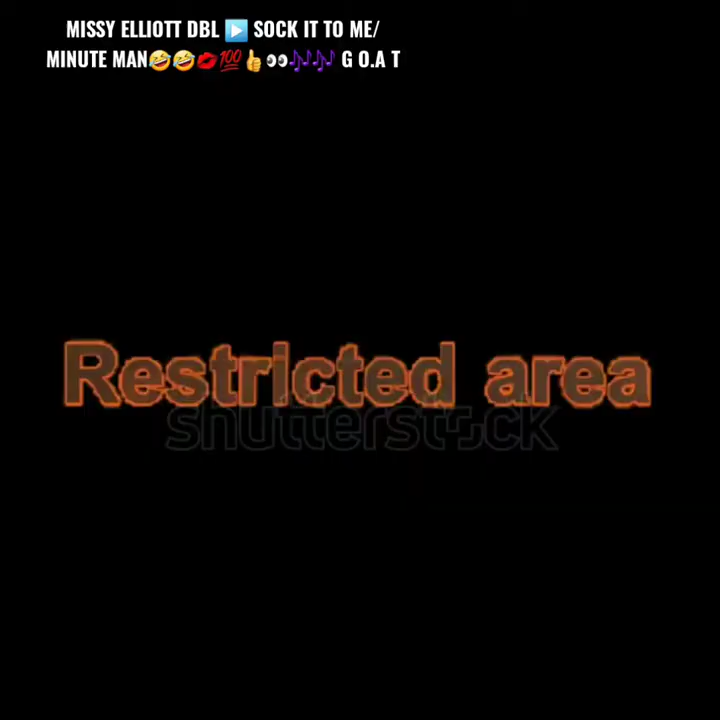 MISSY ELLIOTT DBL ▶️ SOCK IT TO ME/
MINUTE MAN🤣🤣💋💯👍👀🎶🎶 G O.A T
Restricted area
shutterstock